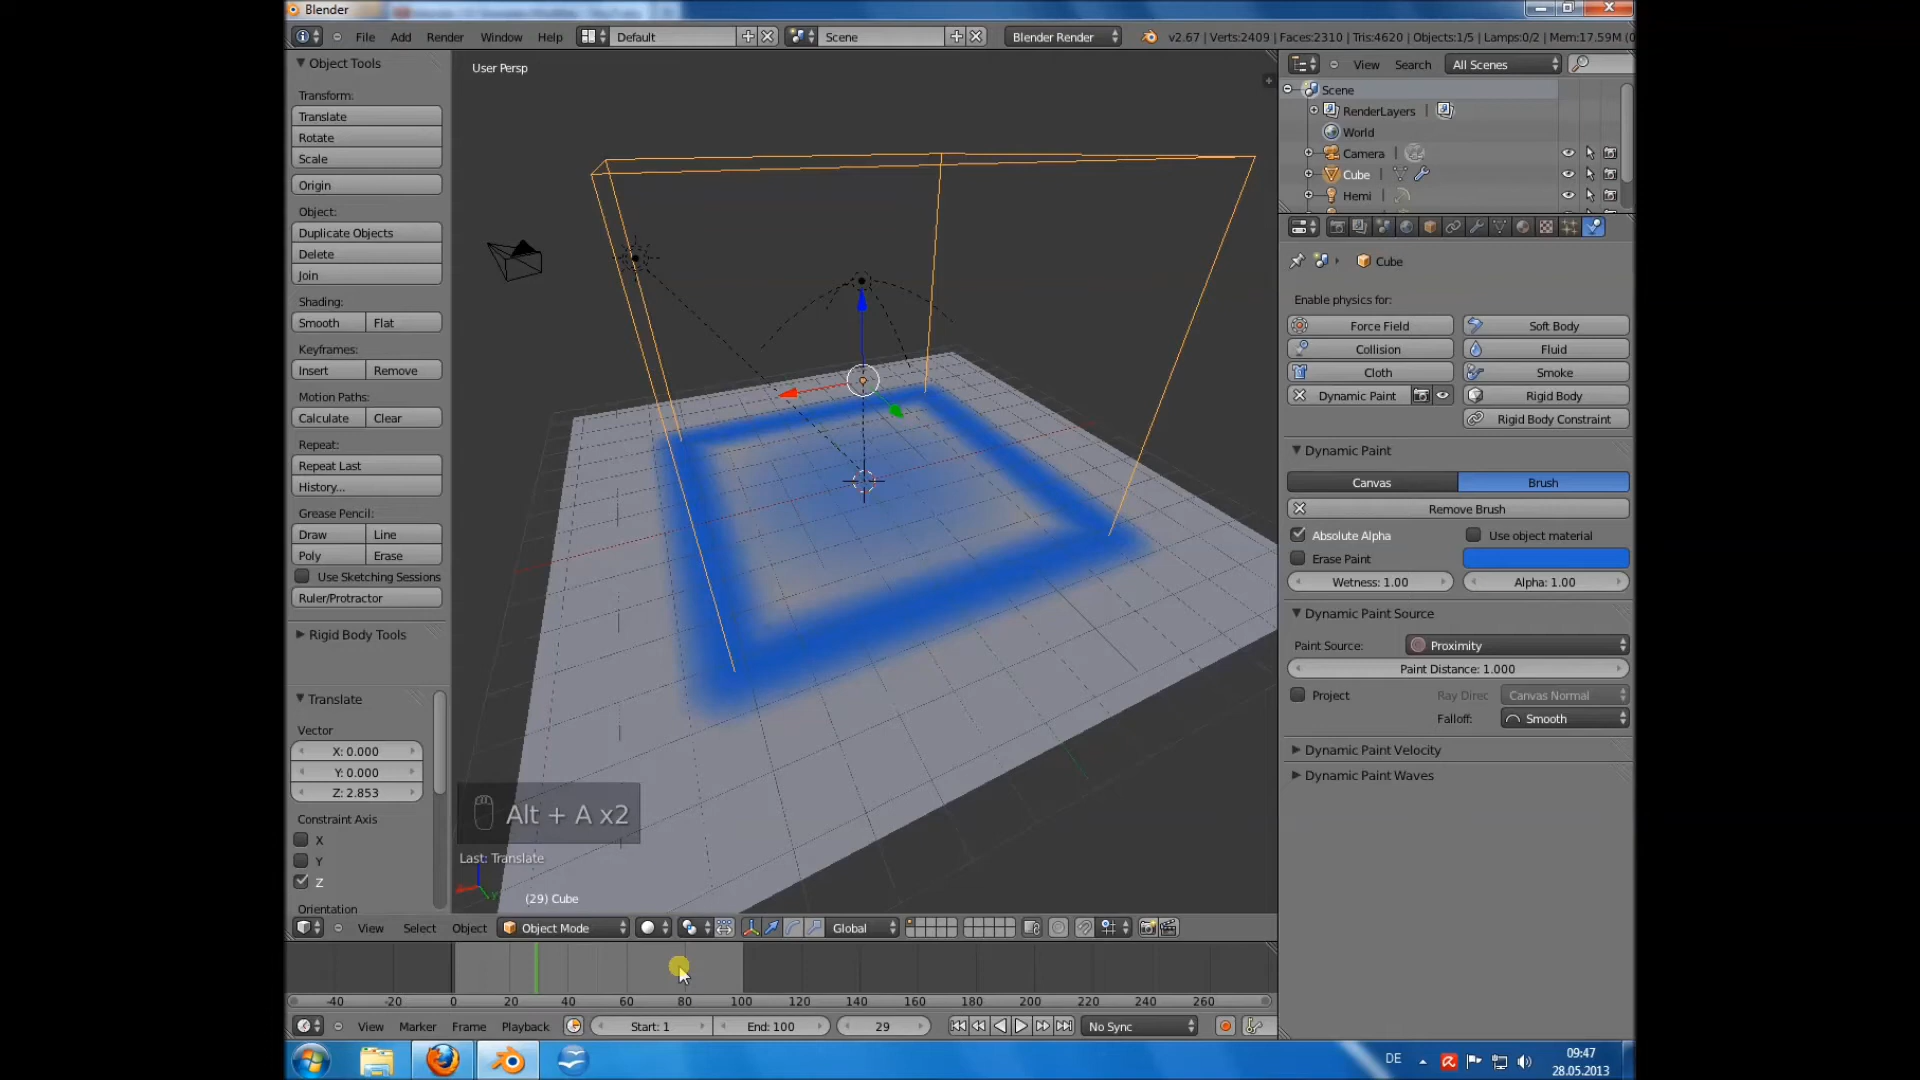 Blender
File Add Render Window Help Default Scene Blender Render v2.67 | Verts:2409 | Faces:2310 | Tris:4620 | Objects:1/5 | Lamps:0/2 | Mem:17.59M (0
Object Tools
Transform:
Translate
Rotate
Scale
Origin
Object:
Duplicate Objects
Delete
Join
Shading:
Smooth Flat
Keyframes:
Insert Remove
Motion Paths:
Calculate Clear
Repeat:
Repeat Last
History...
Grease Pencil:
Draw Line
Poly Erase
Use Sketching Sessions
Ruler/Protractor
Rigid Body Tools
Translate
Vector
X: 0.000
Y: 0.000
Z: 2.853
Constraint Axis
X
Y
Z
Orientation
User Persp
Alt + A x2
Last: Translate
(29) Cube
View Select Object Object Mode Global
-40 -20 0 20 40 60 80 100 120 140 160 180 200 220 240 260
View Marker Frame Playback Start: 1 End: 100 29 No Sync
View Search All Scenes
Scene
RenderLayers
World
Camera
Cube
Hemi
Cube
Enable physics for:
Force Field Soft Body
Collision Fluid
Cloth Smoke
Dynamic Paint Rigid Body
Rigid Body Constraint
Dynamic Paint
Canvas Brush
Remove Brush
Absolute Alpha Use object material
Erase Paint
Wetness: 1.00 Alpha: 1.00
Dynamic Paint Source
Paint Source: Proximity
Paint Distance: 1.000
Project Ray Direc Canvas Normal
Falloff: Smooth
Dynamic Paint Velocity
Dynamic Paint Waves
DE 09:47
28.05.2013